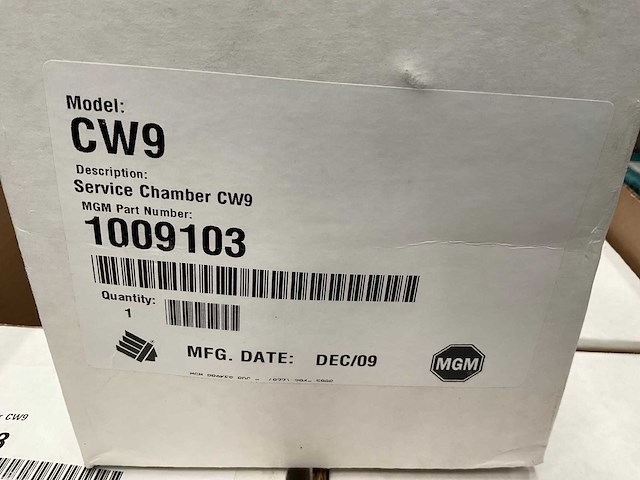 Model:
CW9
Description:
Service Chamber CW9
MGM Part Number:
1009103
Quantity:
1
MFG. DATE: DEC/09
MGM
CW9